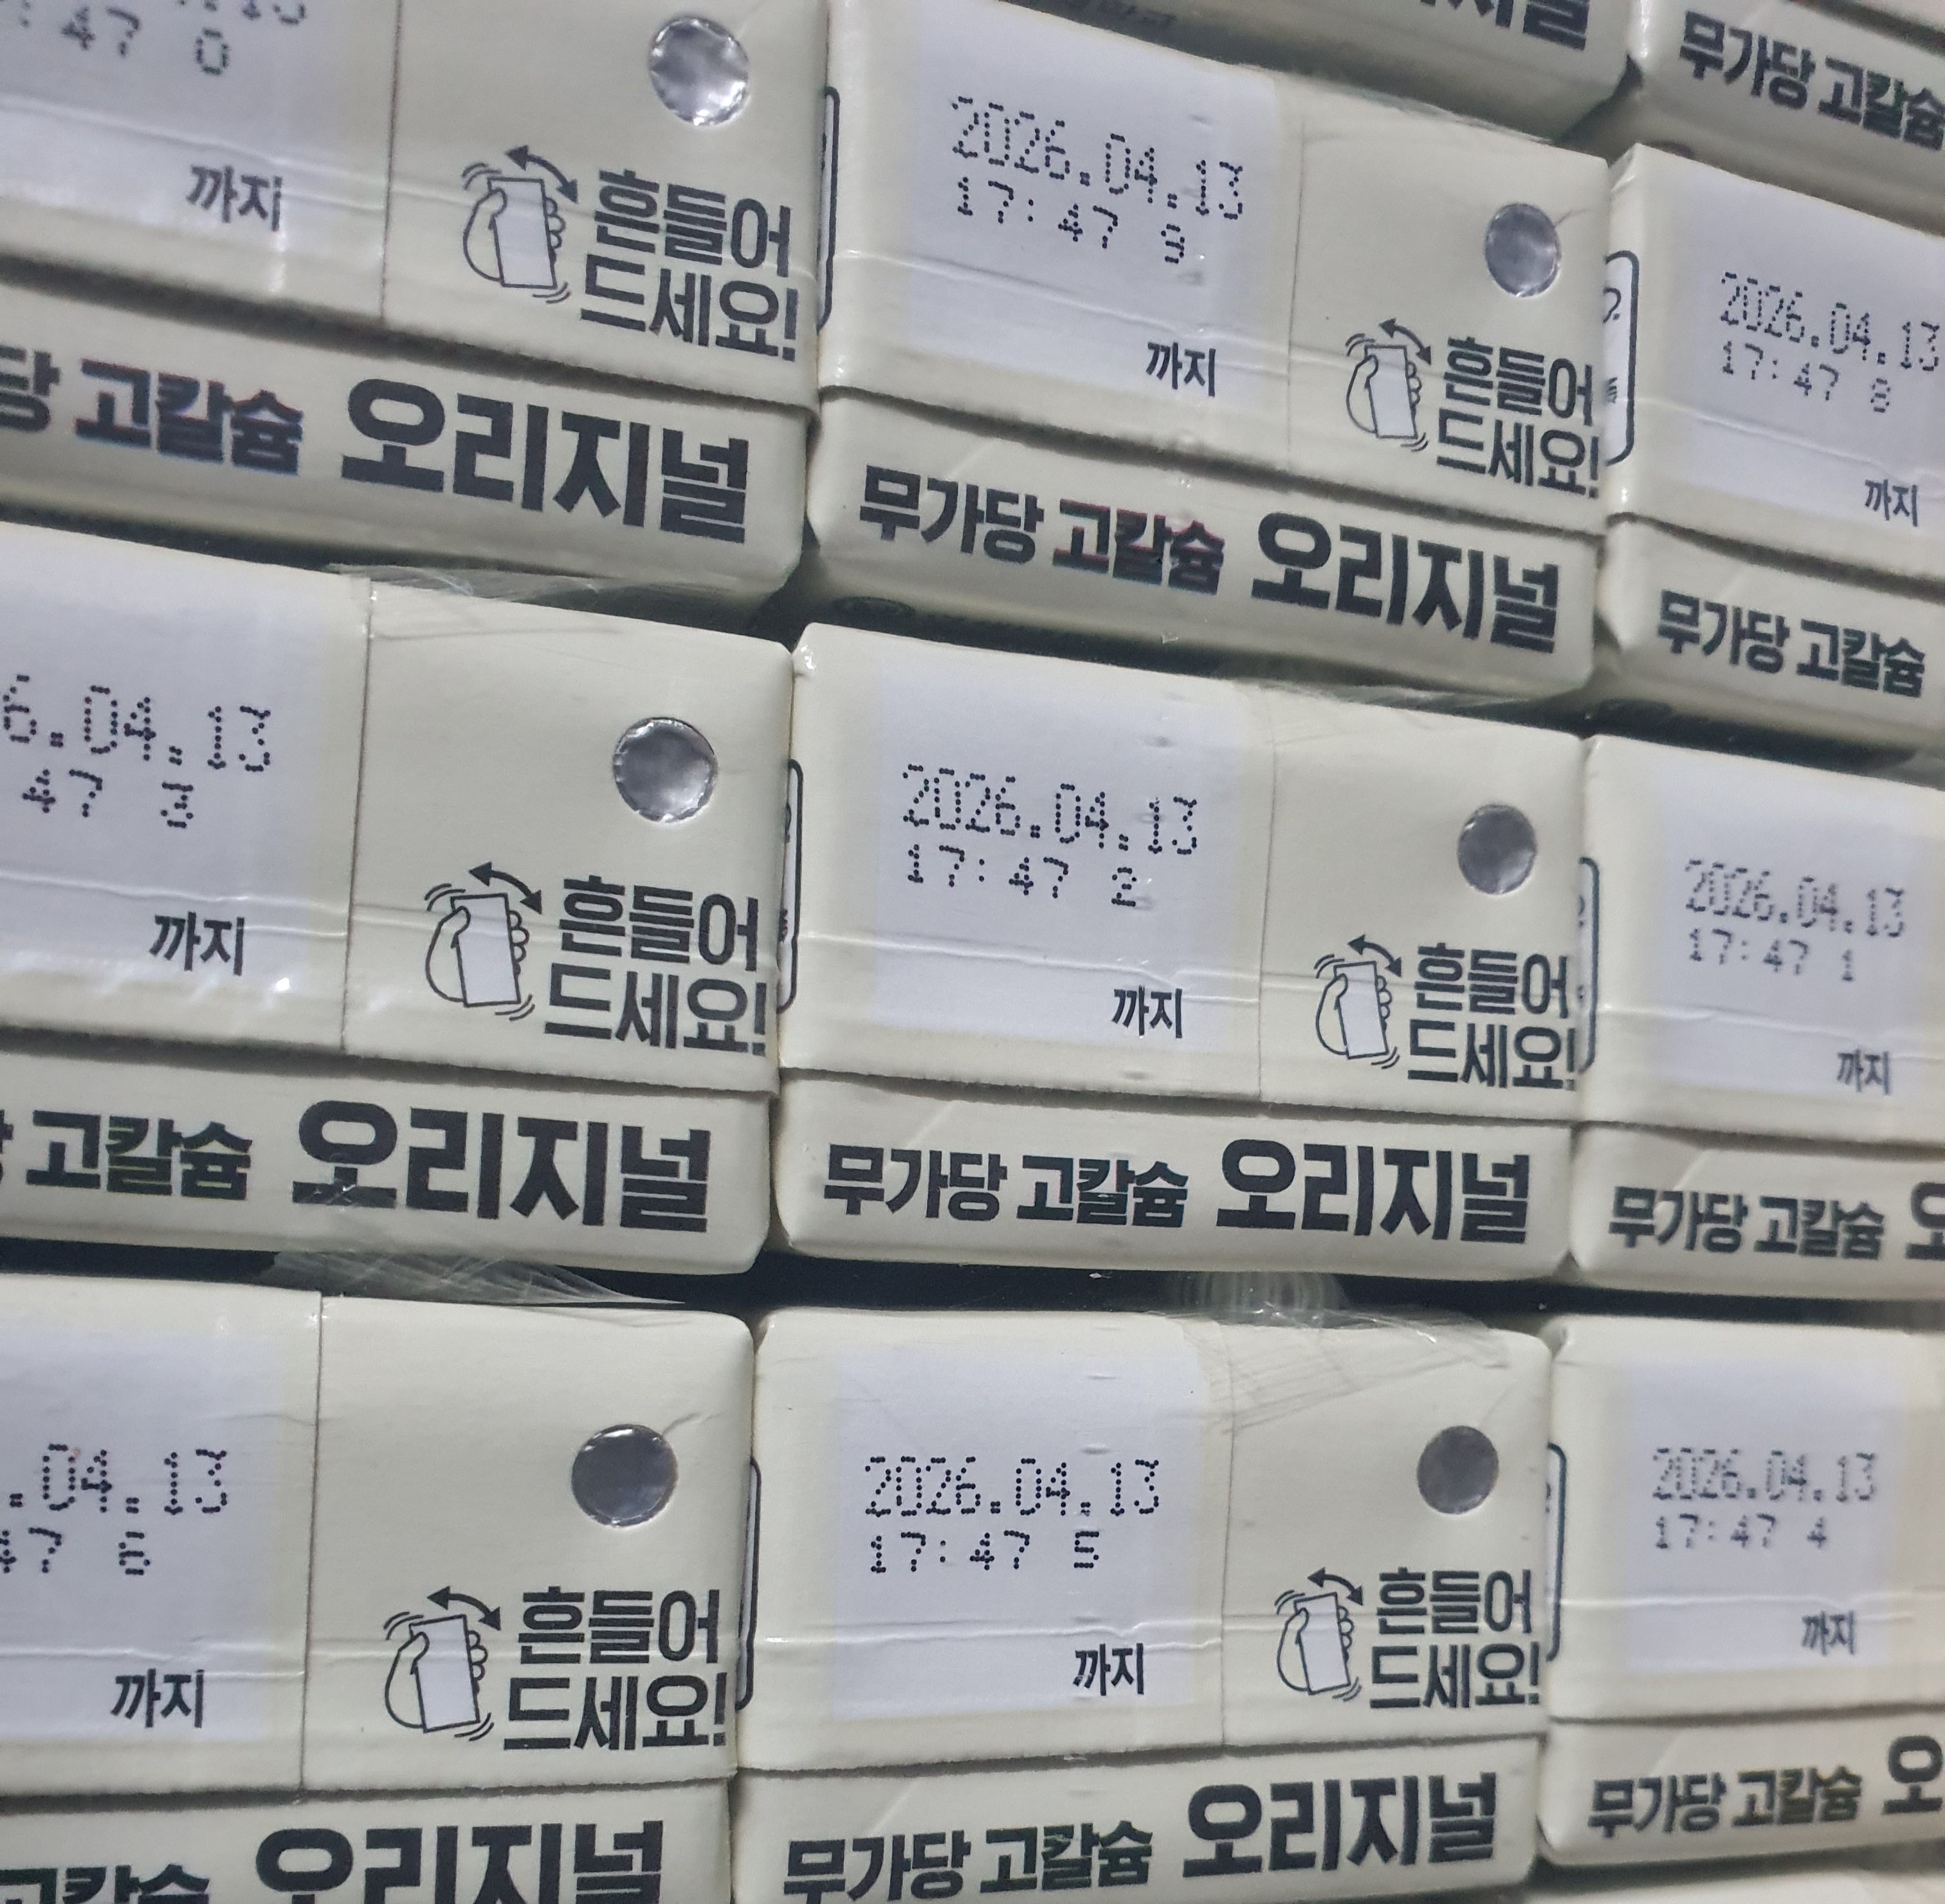 47 0
까지
흔들어
드세요!
당 고칼슘 오리지널
2026.04.13
17:47 9
까지
흔들어
드세요!
무가당 고칼슘 오리지널
무가당 고칼슘
2026.04.13
17:47 8
까지
무가당 고칼슘
6.04.13
47 3
까지
흔들어
드세요!
고칼슘 오리지널
2026.04.13
17:47 2
까지
흔들어
드세요!
무가당 고칼슘 오리지널
2026.04.13
17:47 1
까지
무가당 고칼슘 오
.04.13
47 6
까지
흔들어
드세요!
고칼슘 오리지널
2026.04.13
17:47 5
까지
흔들어
드세요!
무가당 고칼슘 오리지널
2026.04.13
17:47 4
까지
무가당 고칼슘 오